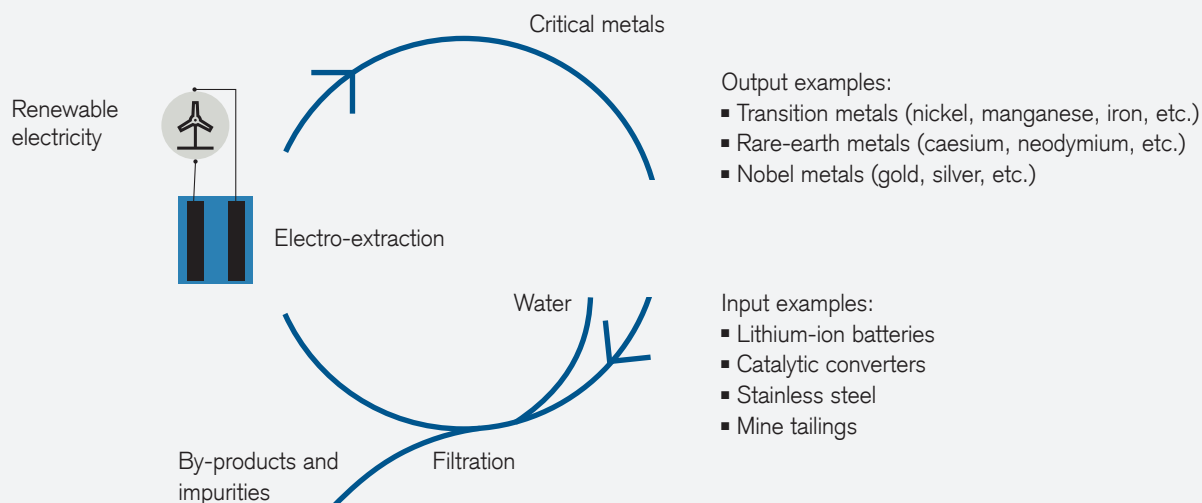 Critical metals
Renewable
electricity
Output examples:
▪ Transition metals (nickel, manganese, iron, etc.)
▪ Rare-earth metals (caesium, neodymium, etc.)
▪ Nobel metals (gold, silver, etc.)
Electro-extraction
Water
Input examples:
▪ Lithium-ion batteries
▪ Catalytic converters
▪ Stainless steel
▪ Mine tailings
By-products and
impurities
Filtration